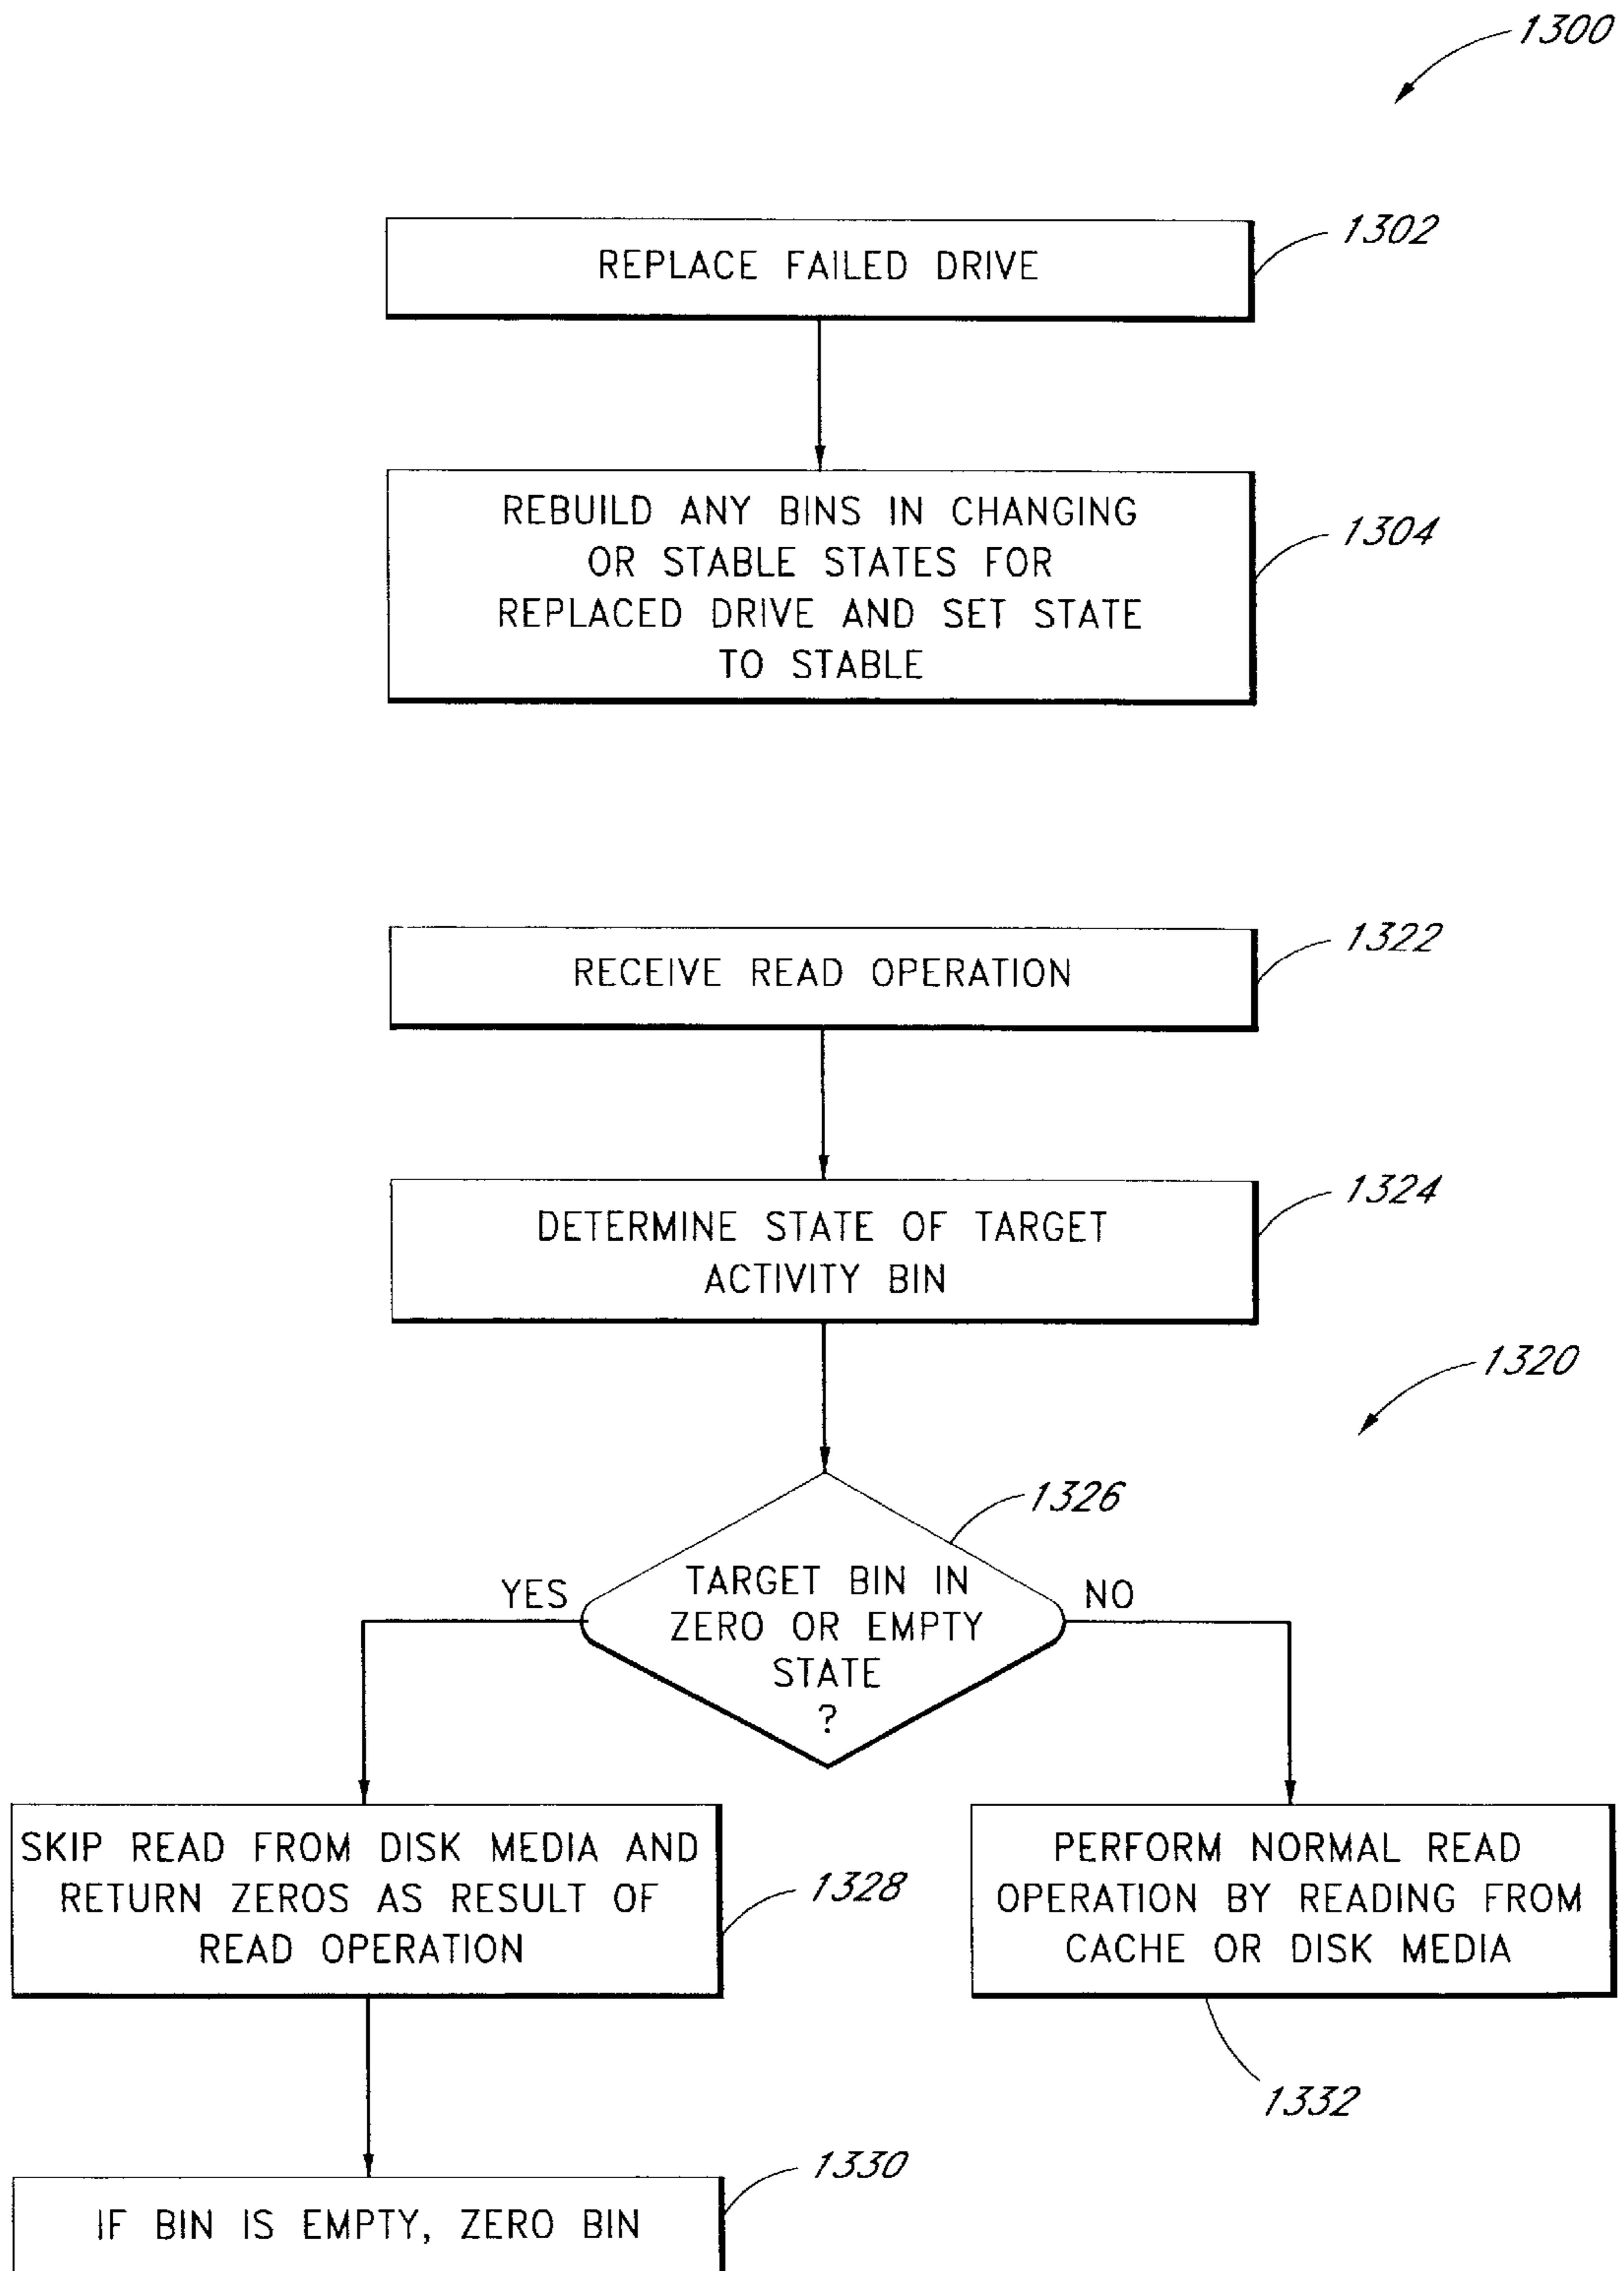 1300
REPLACE FAILED DRIVE
1302
REBUILD ANY BINS IN CHANGING
OR STABLE STATES FOR
REPLACED DRIVE AND SET STATE
TO STABLE
1304
RECEIVE READ OPERATION
1322
DETERMINE STATE OF TARGET
ACTIVITY BIN
1324
1320
1326
TARGET BIN IN
ZERO OR EMPTY
STATE
?
YES
NO
SKIP READ FROM DISK MEDIA AND
RETURN ZEROS AS RESULT OF
READ OPERATION
1328
PERFORM NORMAL READ
OPERATION BY READING FROM
CACHE OR DISK MEDIA
1332
IF BIN IS EMPTY, ZERO BIN
1330